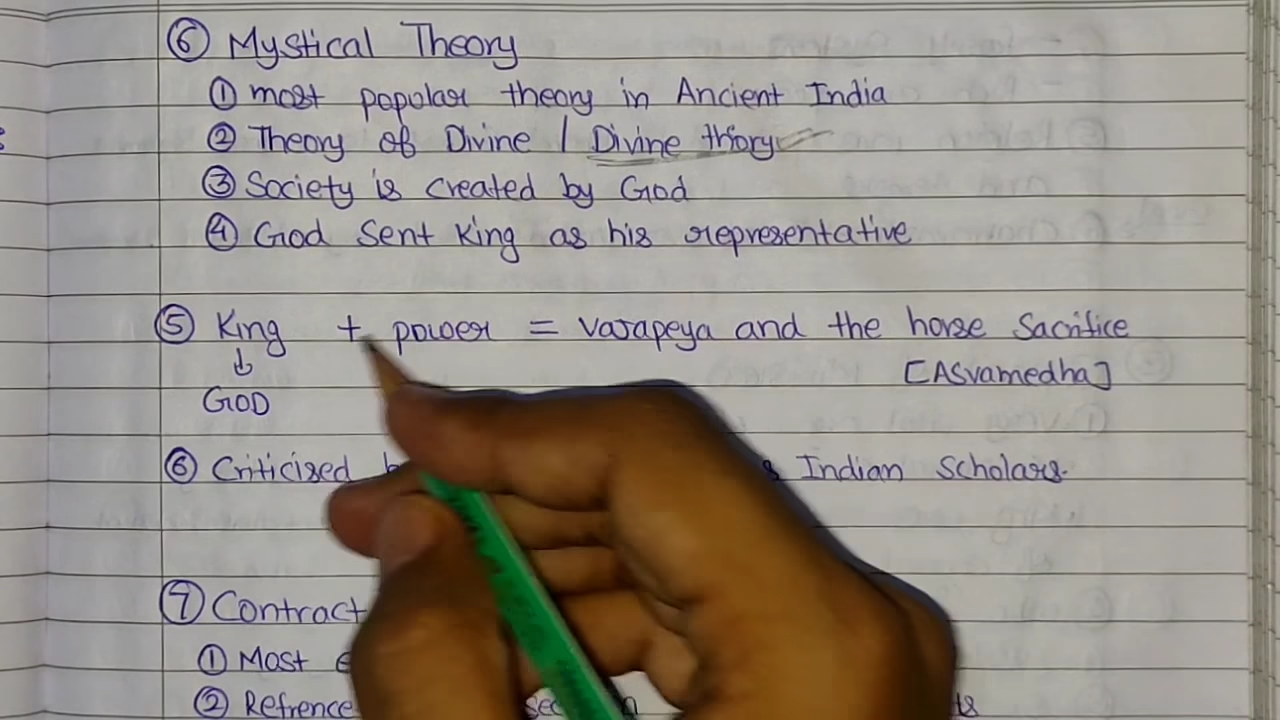 ⑥ Mystical Theory
① most popular theory in Ancient India
② Theory of Divine / Divine thiory
③ Society is created by God
④ God Sent King as his representative
⑤ King + power = vajapeya and the horse Sacrifice
↓ [Asvamedha]
GOD
⑥ Criticised Indian Scholars.
⑦ Contract
① Most
② Refrence